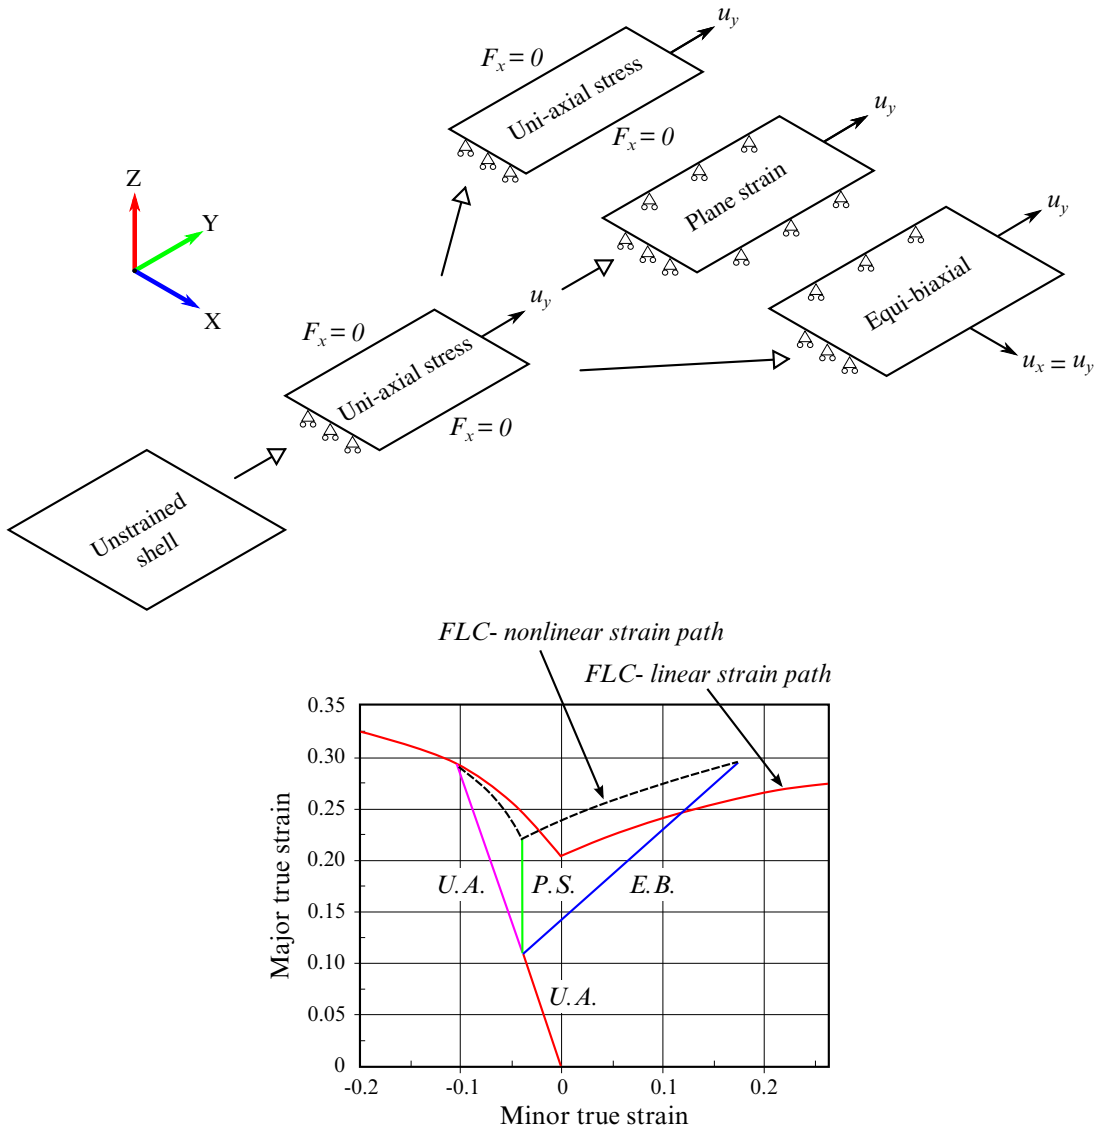 u_y
F_x = 0
Uni-axial stress
F_x = 0
u_y
Plane strain
Z
Y
X
u_y
Equi-biaxial
u_x = u_y
u_y
F_x = 0
Uni-axial stress
F_x = 0
Unstrained
shell
FLC- nonlinear strain path
FLC- linear strain path
0.35
0.30
0.25
0.20
0.15
0.10
0.05
0
Major true strain
U.A.
P.S.
E.B.
U.A.
-0.2
-0.1
0
0.1
0.2
Minor true strain